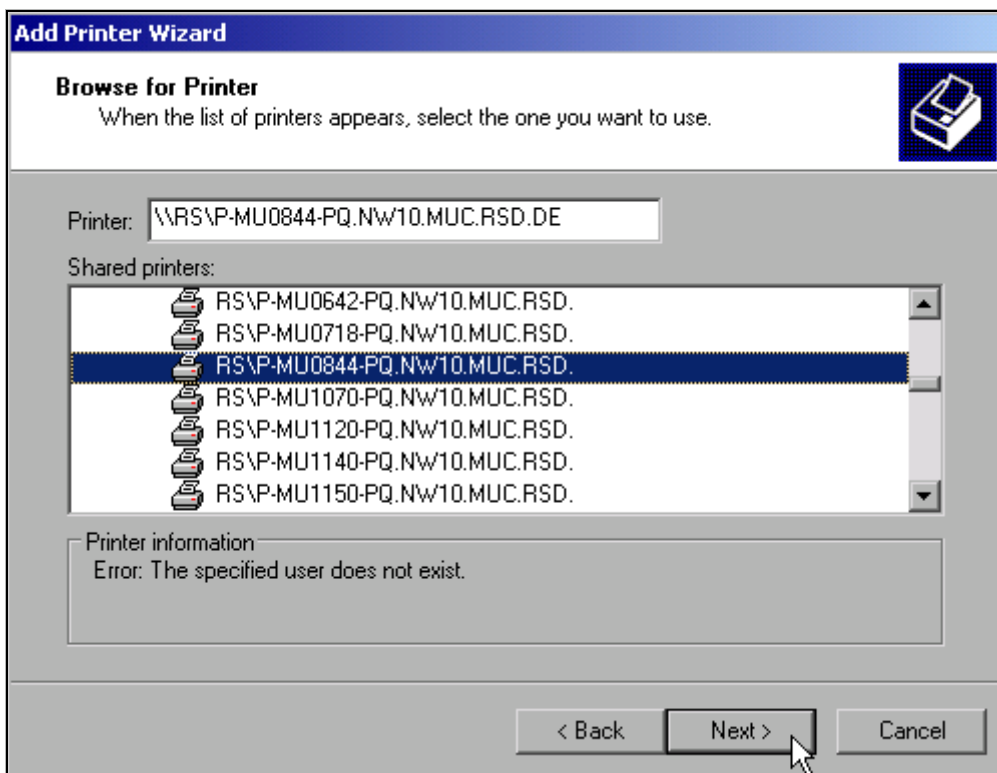 Add Printer Wizard
Browse for Printer
When the list of printers appears, select the one you want to use.
Printer: \\RS\P-MU0844-PQ.NW10.MUC.RSD.DE
Shared printers:
RS\P-MU0642-PQ.NW10.MUC.RSD.
RS\P-MU0718-PQ.NW10.MUC.RSD.
RS\P-MU0844-PQ.NW10.MUC.RSD.
RS\P-MU1070-PQ.NW10.MUC.RSD.
RS\P-MU1120-PQ.NW10.MUC.RSD.
RS\P-MU1140-PQ.NW10.MUC.RSD.
RS\P-MU1150-PQ.NW10.MUC.RSD.
Printer information
Error: The specified user does not exist.
< Back Next > Cancel